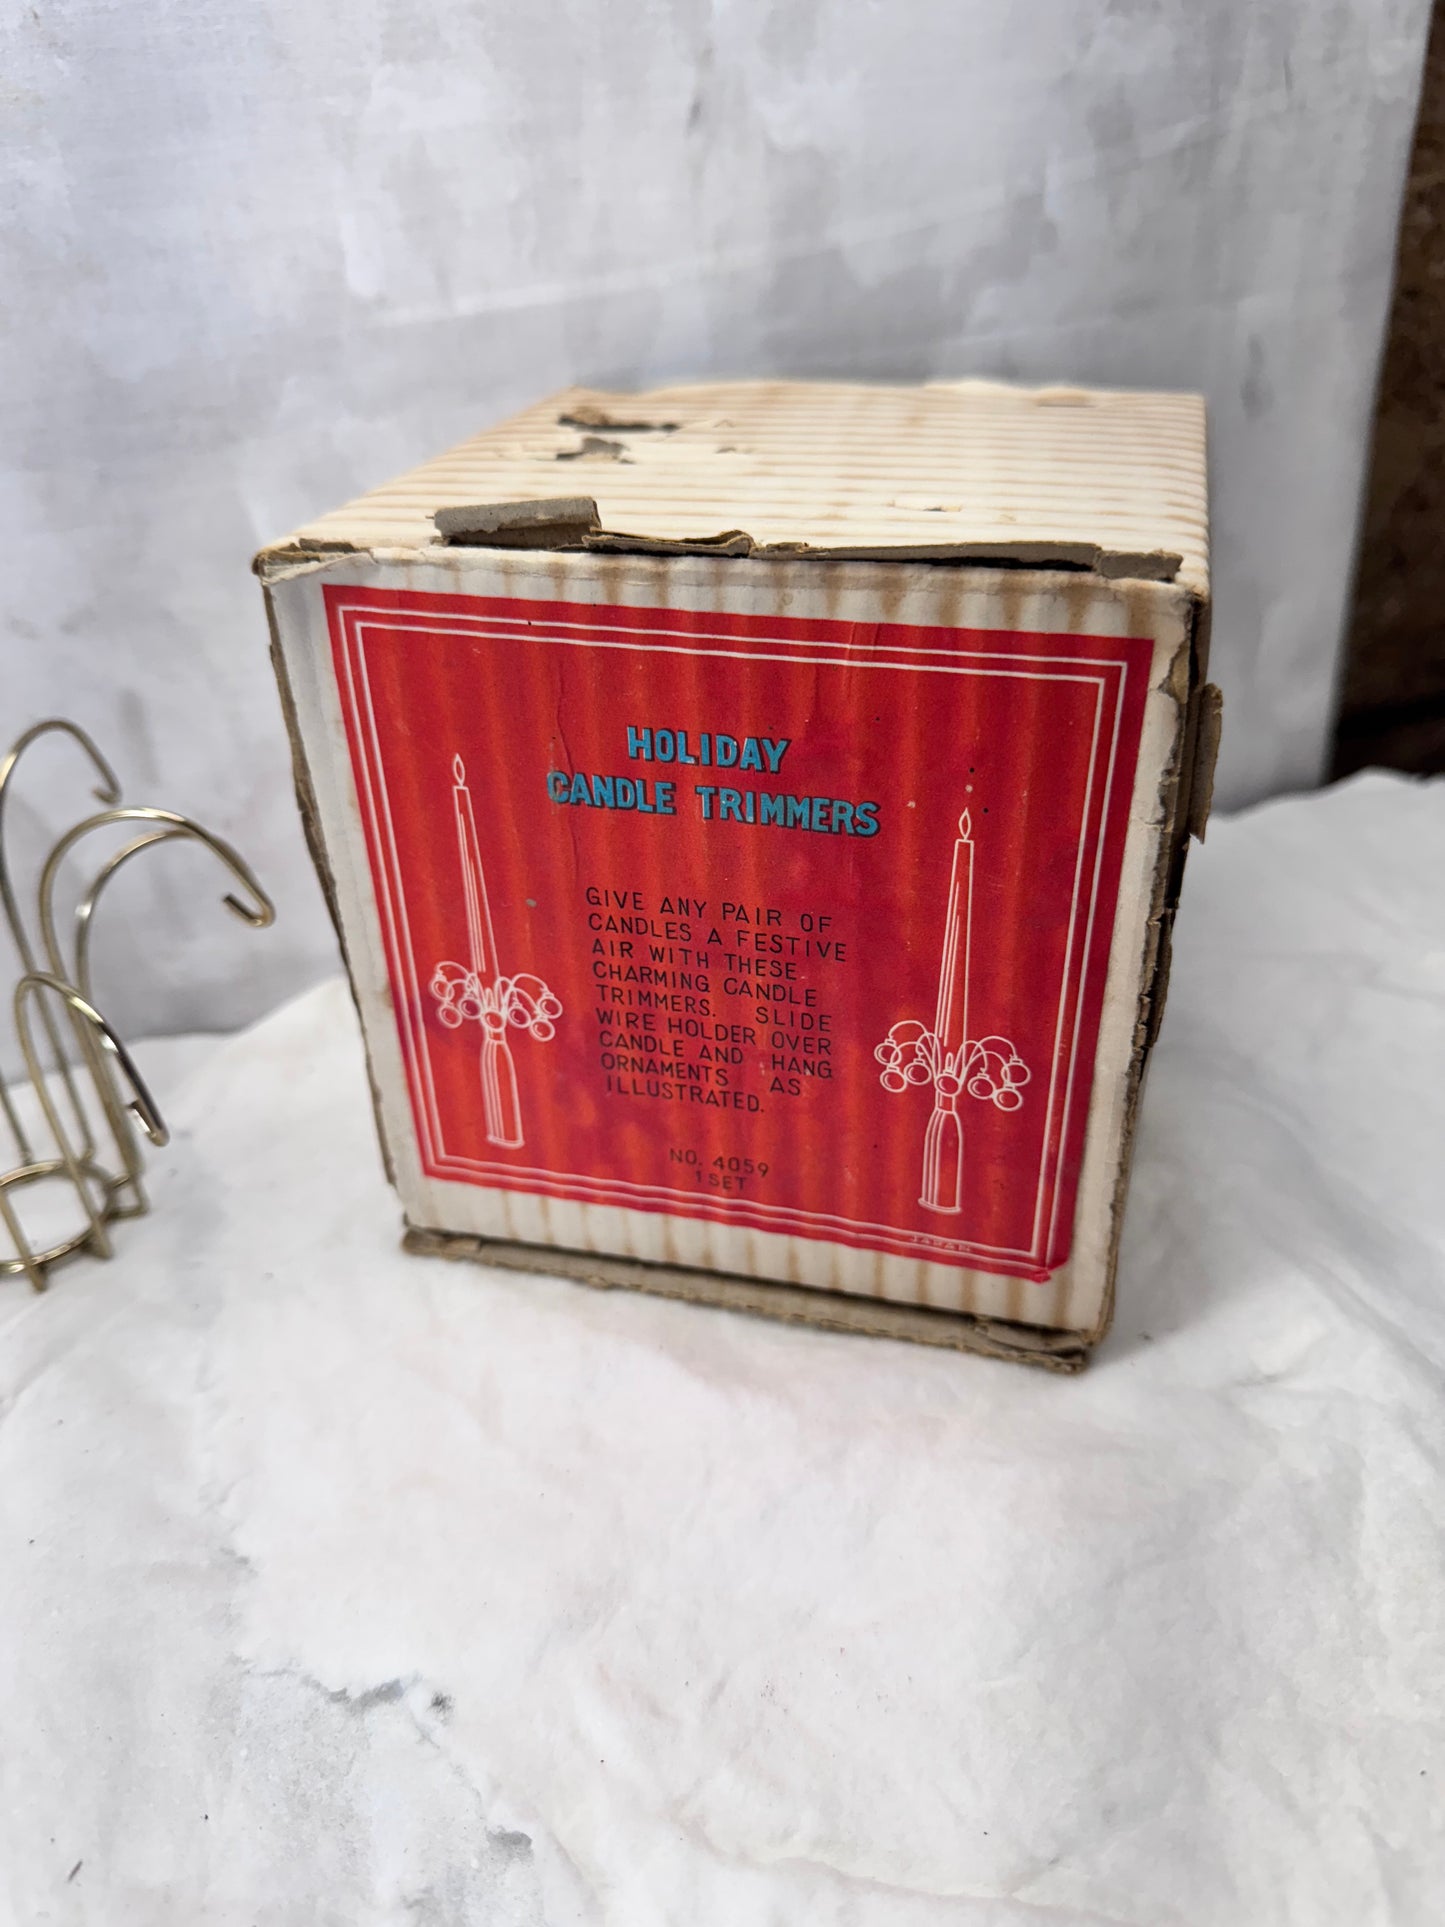 HOLIDAY
CANDLE TRIMMERS
GIVE ANY PAIR OF
CANDLES A FESTIVE
AIR WITH THESE
CHARMING CANDLE
TRIMMERS. SLIDE
WIRE HOLDER OVER
CANDLE AND HANG
ORNAMENTS AS
ILLUSTRATED.
NO. 4059
1 SET
JAPAN